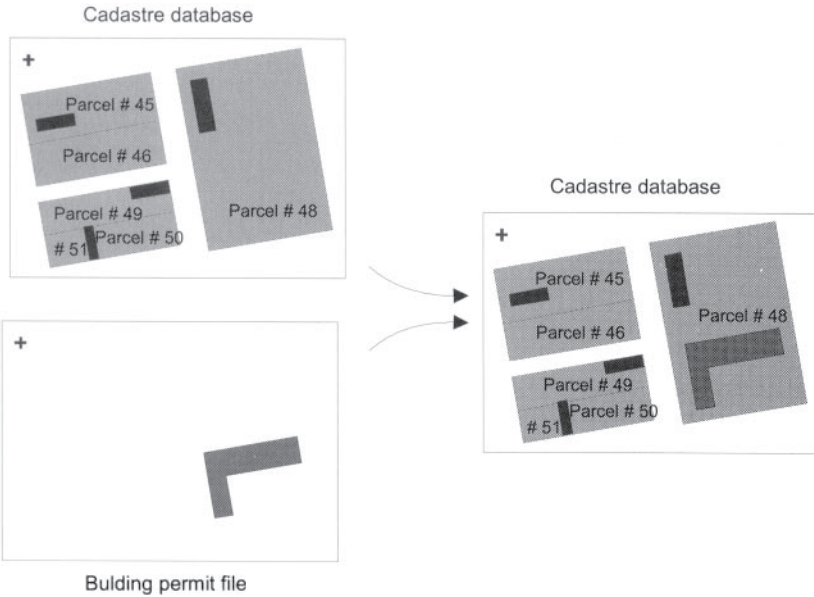 Cadastre database
+
Parcel # 45
Parcel # 46
Parcel # 49
Parcel # 50
# 51
Parcel # 48
+
Bulding permit file
Cadastre database
+
Parcel # 45
Parcel # 46
Parcel # 49
Parcel # 50
# 51
Parcel # 48